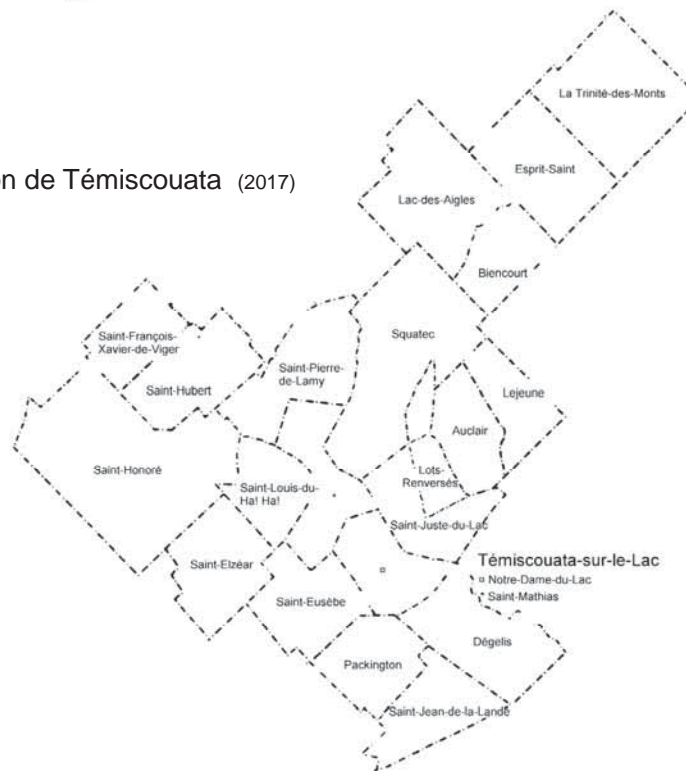 La Trinité-des-Monts
Esprit-Saint
on de Témiscouata (2017)
Lac-des-Aigles
Biencourt
Squatec
Saint-François-
Xavier-de-Viger
Saint-Pierre-
de-Lamy
Saint-Hubert
Lejeune
Auclair
Saint-Honoré
Saint-Louis-du-
Ha! Ha!
Lots-
Renversés
Saint-Juste-du-Lac
Saint-Elzéar
Témiscouata-sur-le-Lac
Notre-Dame-du-Lac
Saint-Mathias
Saint-Eusèbe
Dégelis
Packington
Saint-Jean-de-la-Lande